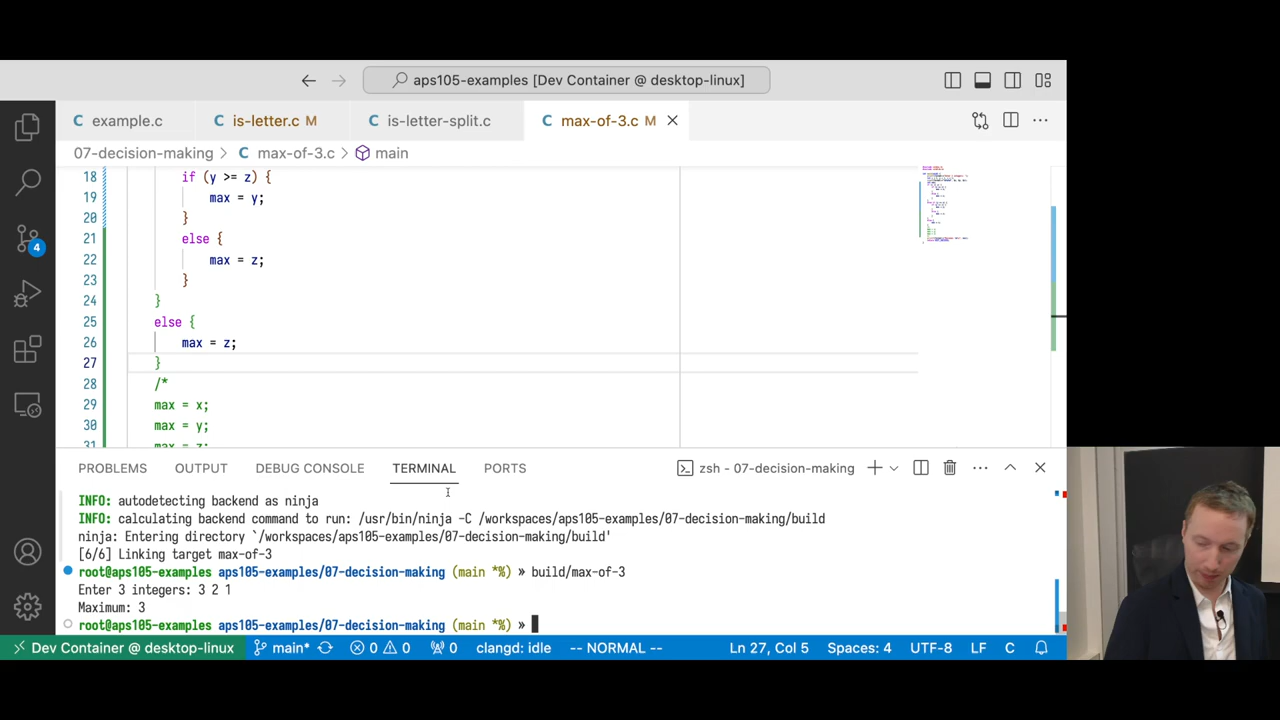 aps105-examples [Dev Container @ desktop-linux]
C example.c
C is-letter.c M
C is-letter-split.c
C max-of-3.c M
07-decision-making > C max-of-3.c > main
18 if (y >= z) {
19 max = y;
20 }
21 else {
22 max = z;
23 }
24 }
25 else {
26 max = z;
27 }
28 /*
29 max = x;
30 max = y;
31 max = z;
4
PROBLEMS OUTPUT DEBUG CONSOLE TERMINAL PORTS
zsh - 07-decision-making
INFO: autodetecting backend as ninja
INFO: calculating backend command to run: /usr/bin/ninja -C /workspaces/aps105-examples/07-decision-making/build
ninja: Entering directory `/workspaces/aps105-examples/07-decision-making/build'
[6/6] Linking target max-of-3
root@aps105-examples aps105-examples/07-decision-making (main *%) » build/max-of-3
Enter 3 integers: 3 2 1
Maximum: 3
root@aps105-examples aps105-examples/07-decision-making (main *%) »
Dev Container @ desktop-linux main* 0 0 0 clangd: idle -- NORMAL -- Ln 27, Col 5 Spaces: 4 UTF-8 LF C